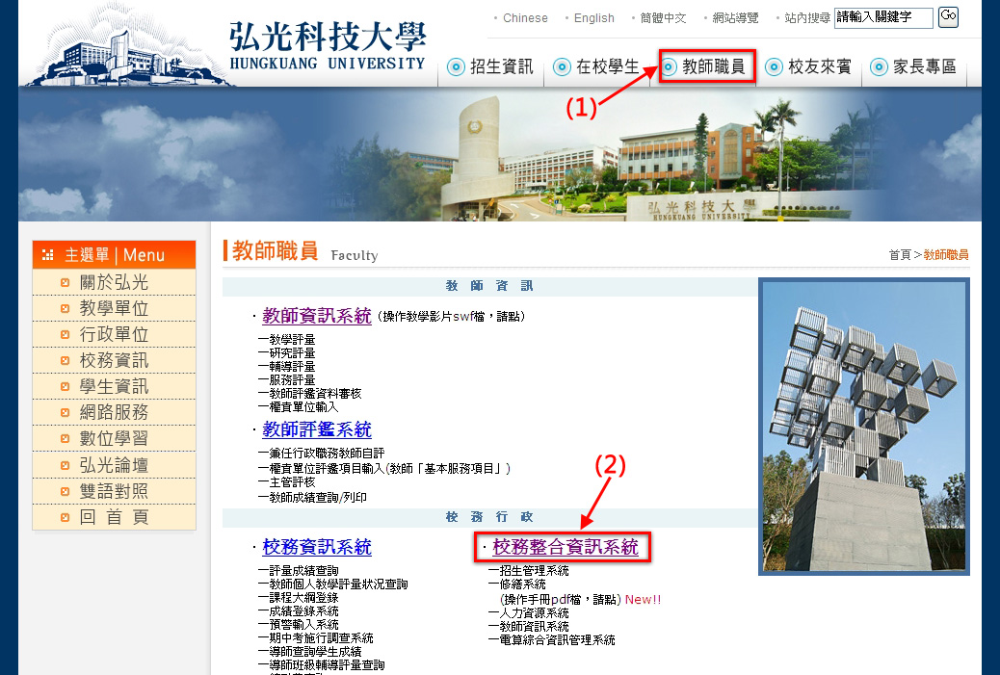 · Chinese · English · 簡體中文 · 網站導覽 · 站內搜尋 請輸入關鍵字 Go
弘光科技大學
HUNGKUANG UNIVERSITY
招生資訊 在校學生 教師職員 校友來賓 家長專區
(1)
弘光科技大學
HUNGKUANG UNIVERSITY
主選單 | Menu
關於弘光
教學單位
行政單位
校務資訊
學生資訊
網路服務
數位學習
弘光論壇
雙語對照
回 首 頁
教師職員 Faculty
首頁>教師職員
教 師 資 訊
· 教師資訊系統 (操作教學影片swf檔，請點)
一教學評量
一研究評量
一輔導評量
一服務評量
一教師評鑑資料審核
一權責單位輸入
· 教師評鑑系統
一兼任行政職務教師自評
一權責單位評鑑項目輸入(教師「基本服務項目」)
一主管評核
一教師成績查詢/列印
(2)
校 務 行 政
· 校務資訊系統
一評量成績查詢
一教師個人教學評量狀況查詢
一課程大綱登錄
一成績登錄系統
一預警輸入系統
一期中考施行調查系統
一導師查詢學生成績
一導師班級輔導評量查詢
· 校務整合資訊系統
一招生管理系統
一修繕系統
(操作手冊pdf檔，請點) New!!
一人力資源系統
一教師資訊系統
一電算綜合資訊管理系統